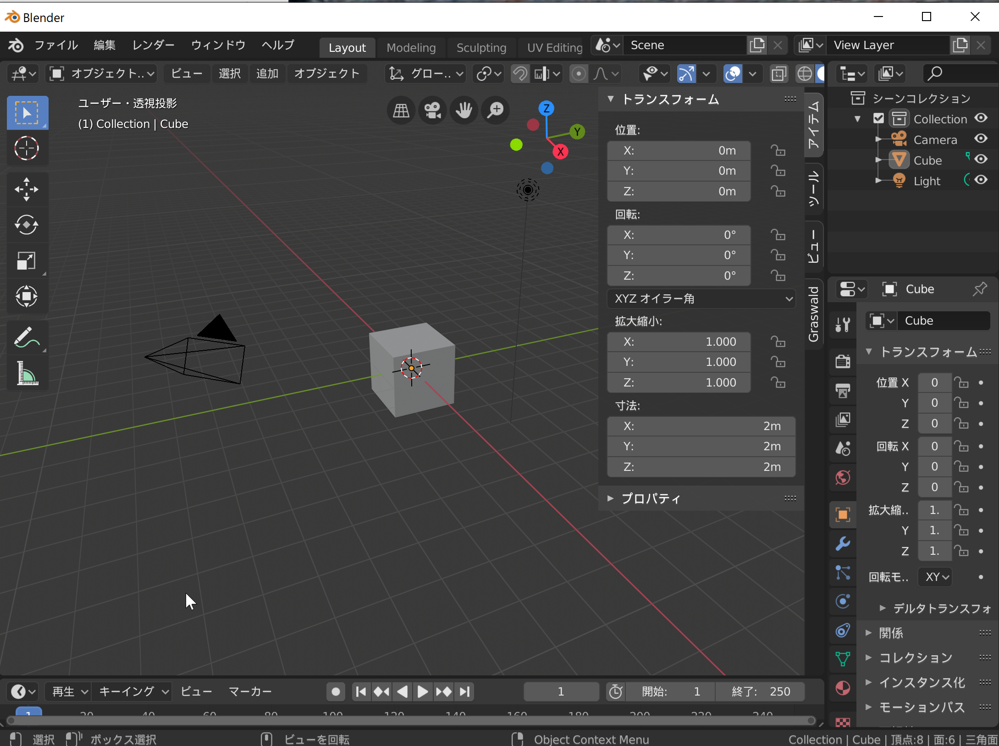 Blender
ファイル 編集 レンダー ウィンドウ ヘルプ Layout Modeling Sculpting UV Editing Scene View Layer
オブジェクト.. ビュー 選択 追加 オブジェクト グロー..
ユーザー・透視投影
(1) Collection | Cube
Z
Y
X
トランスフォーム
位置:
X: 0m
Y: 0m
Z: 0m
回転:
X: 0°
Y: 0°
Z: 0°
XYZ オイラー角
拡大縮小:
X: 1.000
Y: 1.000
Z: 1.000
寸法:
X: 2m
Y: 2m
Z: 2m
プロパティ
アイテム
ツール
ビュー
Graswald
シーンコレクション
Collection
Camera
Cube
Light
Cube
Cube
トランスフォーム
位置 X 0
Y 0
Z 0
回転 X 0
Y 0
Z 0
拡大縮.. 1.
Y 1.
Z 1.
回転モ.. XY
デルタトランスフォ
関係
コレクション
インスタンス化
モーションパス
再生 キーイング ビュー マーカー 1 開始: 1 終了: 250
1 20 40 60 80 100 120 140 160 180 200 220 240
選択 ボックス選択 ビューを回転 Object Context Menu Collection | Cube | 頂点:8 | 面:6 | 三角面